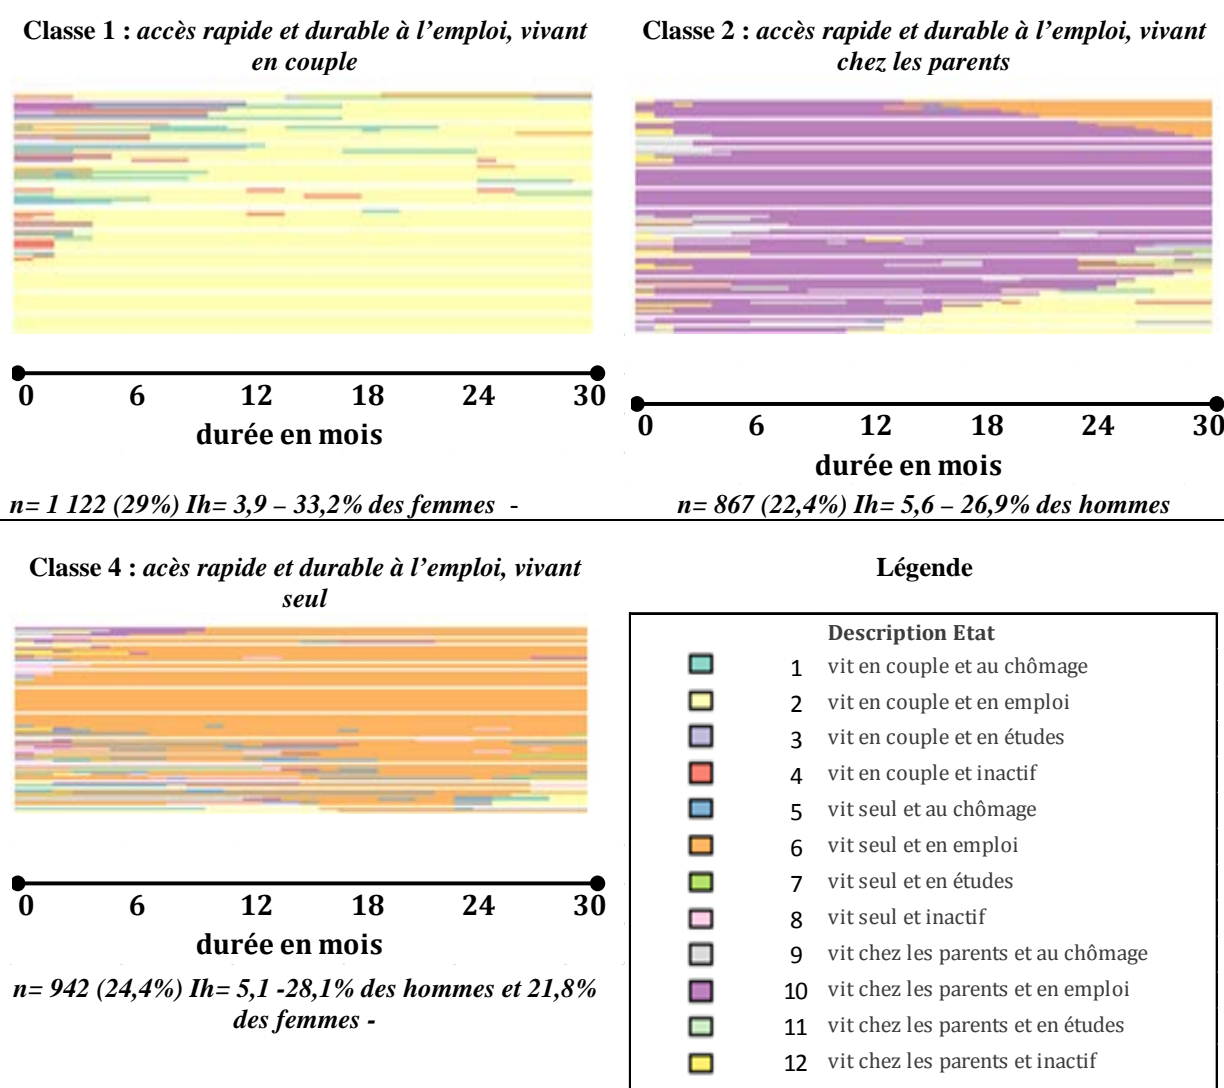 Classe 1 : accès rapide et durable à l’emploi, vivant
en couple
0 6 12 18 24 30
durée en mois
n= 1 122 (29%) Ih= 3,9 – 33,2% des femmes -
Classe 2 : accès rapide et durable à l’emploi, vivant
chez les parents
0 6 12 18 24 30
durée en mois
n= 867 (22,4%) Ih= 5,6 – 26,9% des hommes
Classe 4 : acès rapide et durable à l’emploi, vivant
seul
0 6 12 18 24 30
durée en mois
n= 942 (24,4%) Ih= 5,1 -28,1% des hommes et 21,8%
des femmes -
Légende
Description Etat
1 vit en couple et au chômage
2 vit en couple et en emploi
3 vit en couple et en études
4 vit en couple et inactif
5 vit seul et au chômage
6 vit seul et en emploi
7 vit seul et en études
8 vit seul et inactif
9 vit chez les parents et au chômage
10 vit chez les parents et en emploi
11 vit chez les parents et en études
12 vit chez les parents et inactif